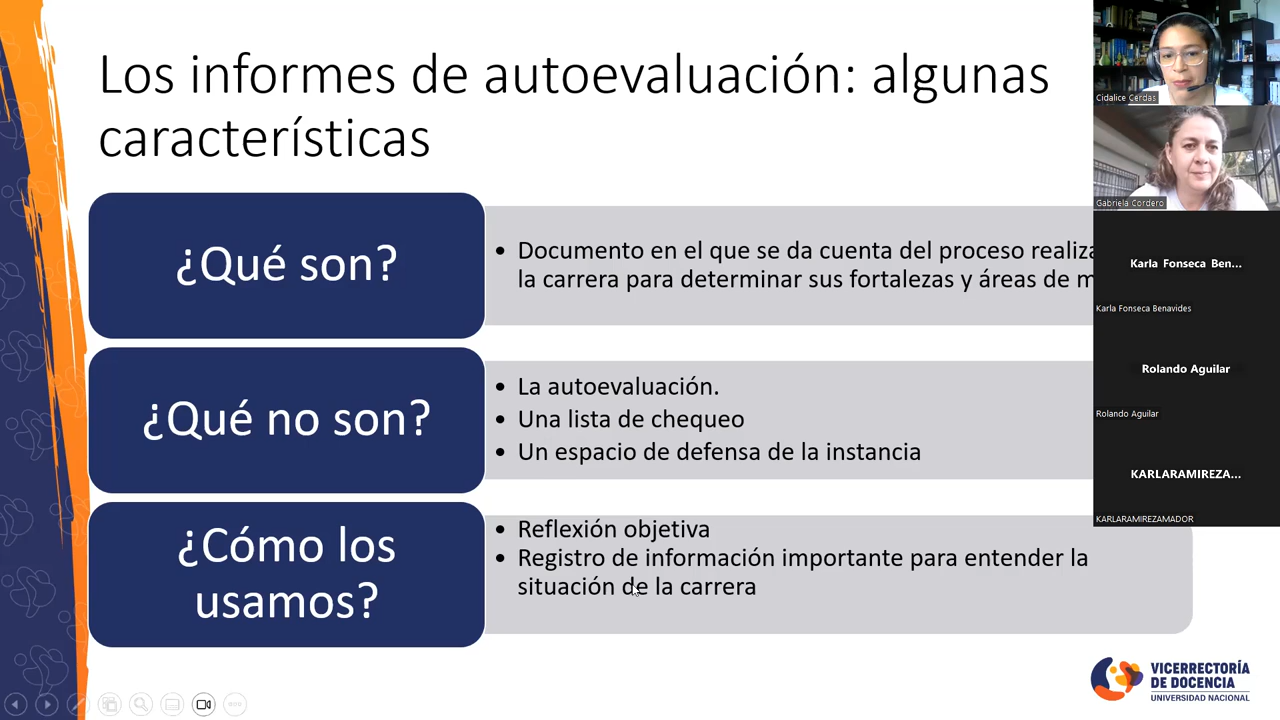 Los informes de autoevaluación: algunas
características
¿Qué son?
• Documento en el que se da cuenta del proceso
la carrera para determinar sus fortalezas y áreas de
¿Qué no son?
• La autoevaluación.
• Una lista de chequeo
• Un espacio de defensa de la instancia
¿Cómo los
usamos?
• Reflexión objetiva
• Registro de información importante para entender la
situación de la carrera
Cidalice Cerdas
Gabriela Cordero
Karla Fonseca Ben...
Karla Fonseca Benavides
Rolando Aguilar
Rolando Aguilar
KARLARAMIREZA...
KARLARAMIREZAMADOR
VICERRECTORÍA
DE DOCENCIA
UNIVERSIDAD NACIONAL